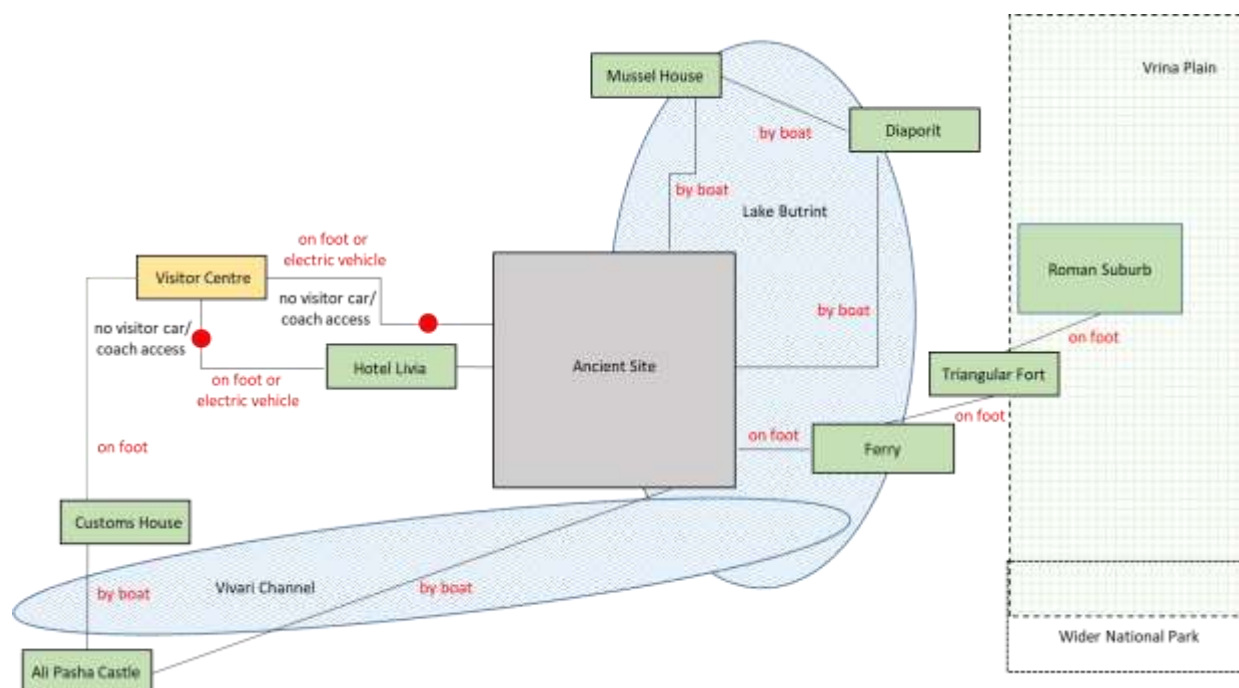 Mussel House
Vrina Plain
Diaporit
by boat
by boat
Lake Butrint
on foot or
electric vehicle
Visitor Centre
Roman Suburb
no visitor car/
coach access
no visitor car/
coach access
by boat
on foot
Hotel Livia
Ancient Site
Triangular Fort
on foot or
electric vehicle
on foot
on foot
on foot
Ferry
Customs House
Vivari Channel
by boat
by boat
Wider National Park
Ali Pasha Castle